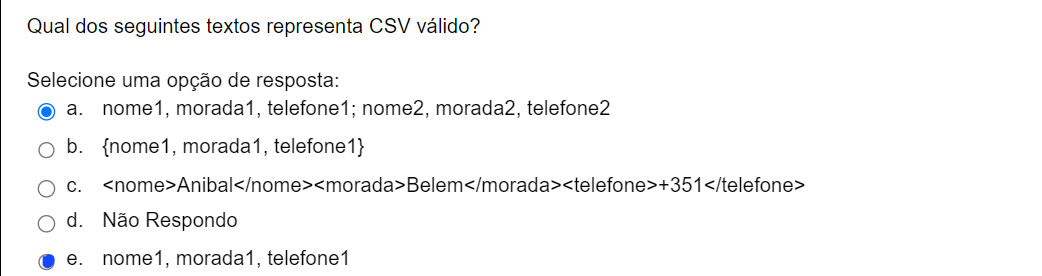 Qual dos seguintes textos representa CSV válido?
Selecione uma opção de resposta:
a. nome1, morada1, telefone1; nome2, morada2, telefone2
b. {nome1, morada1, telefone1}
c. <nome>Anibal</nome><morada>Belem</morada><telefone>+351</telefone>
d. Não Respondo
e. nome1, morada1, telefone1